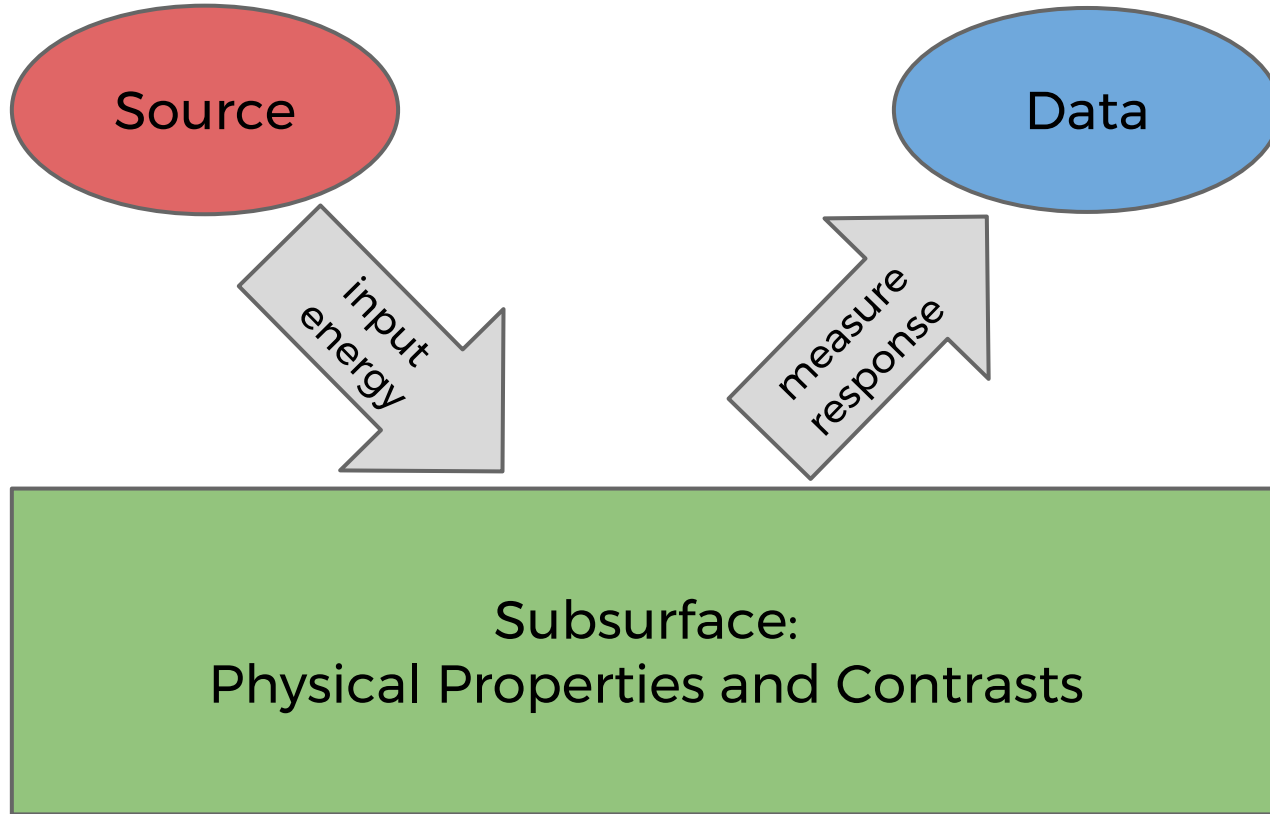 Source
Data
input
energy
measure
response
Subsurface:
Physical Properties and Contrasts